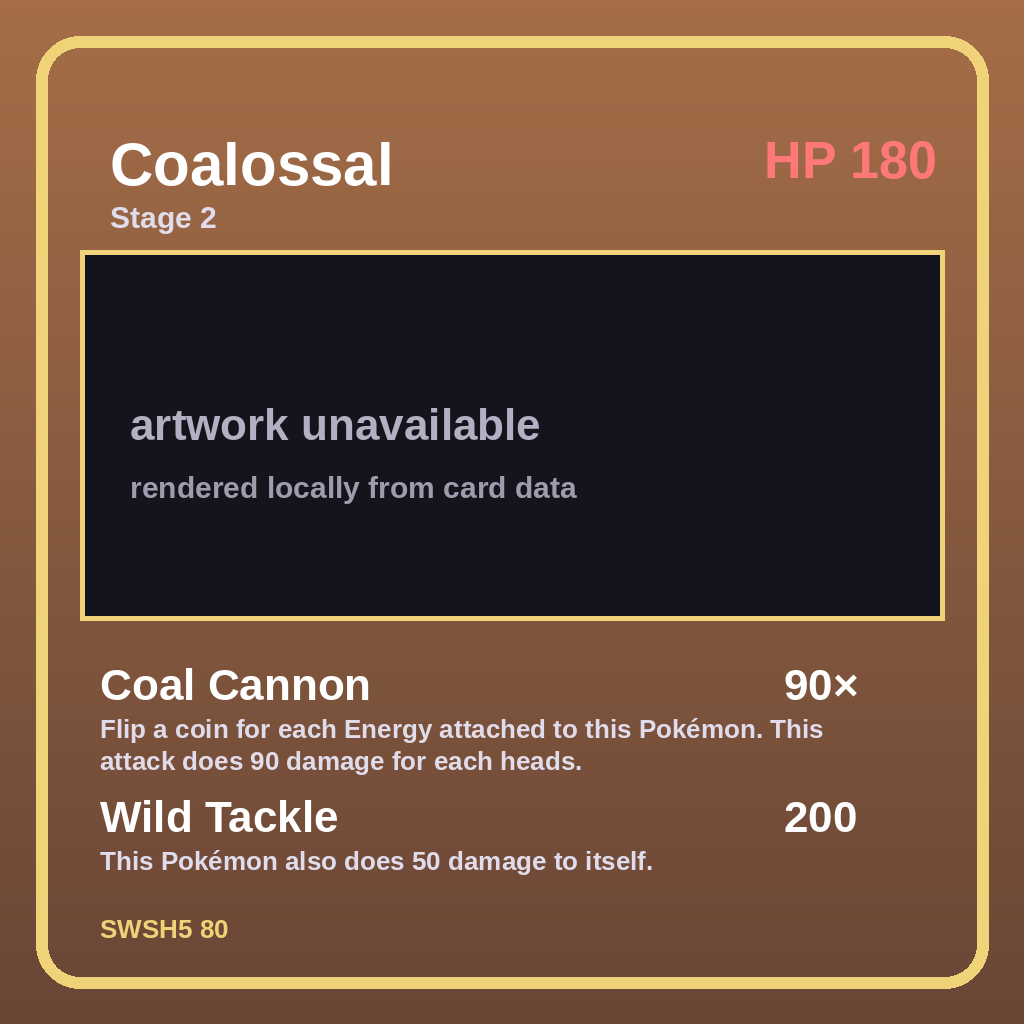 Coalossal
HP 180
Stage 2
artwork unavailable
rendered locally from card data
Coal Cannon
90×
Flip a coin for each Energy attached to this Pokémon. This
attack does 90 damage for each heads.
Wild Tackle
200
This Pokémon also does 50 damage to itself.
SWSH5 80